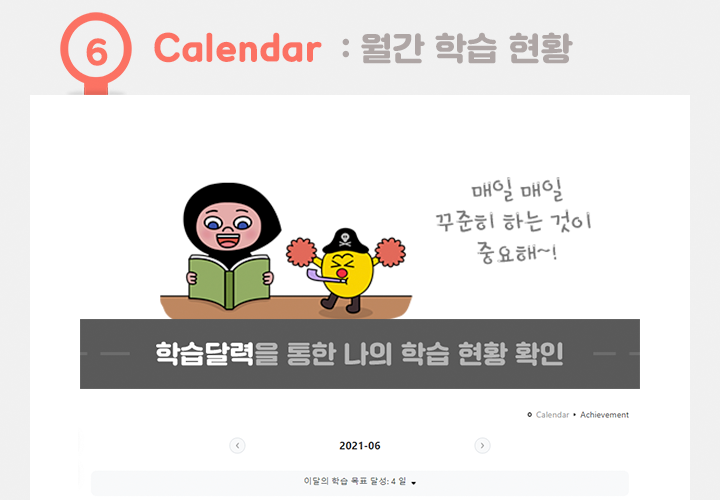 6 Calendar : 월간 학습 현황
매일 매일
꾸준히 하는 것이
중요해~!
학습달력을 통한 나의 학습 현황 확인
Calendar • Achievement
2021-06
이달의 학습 목표 달성: 4 일